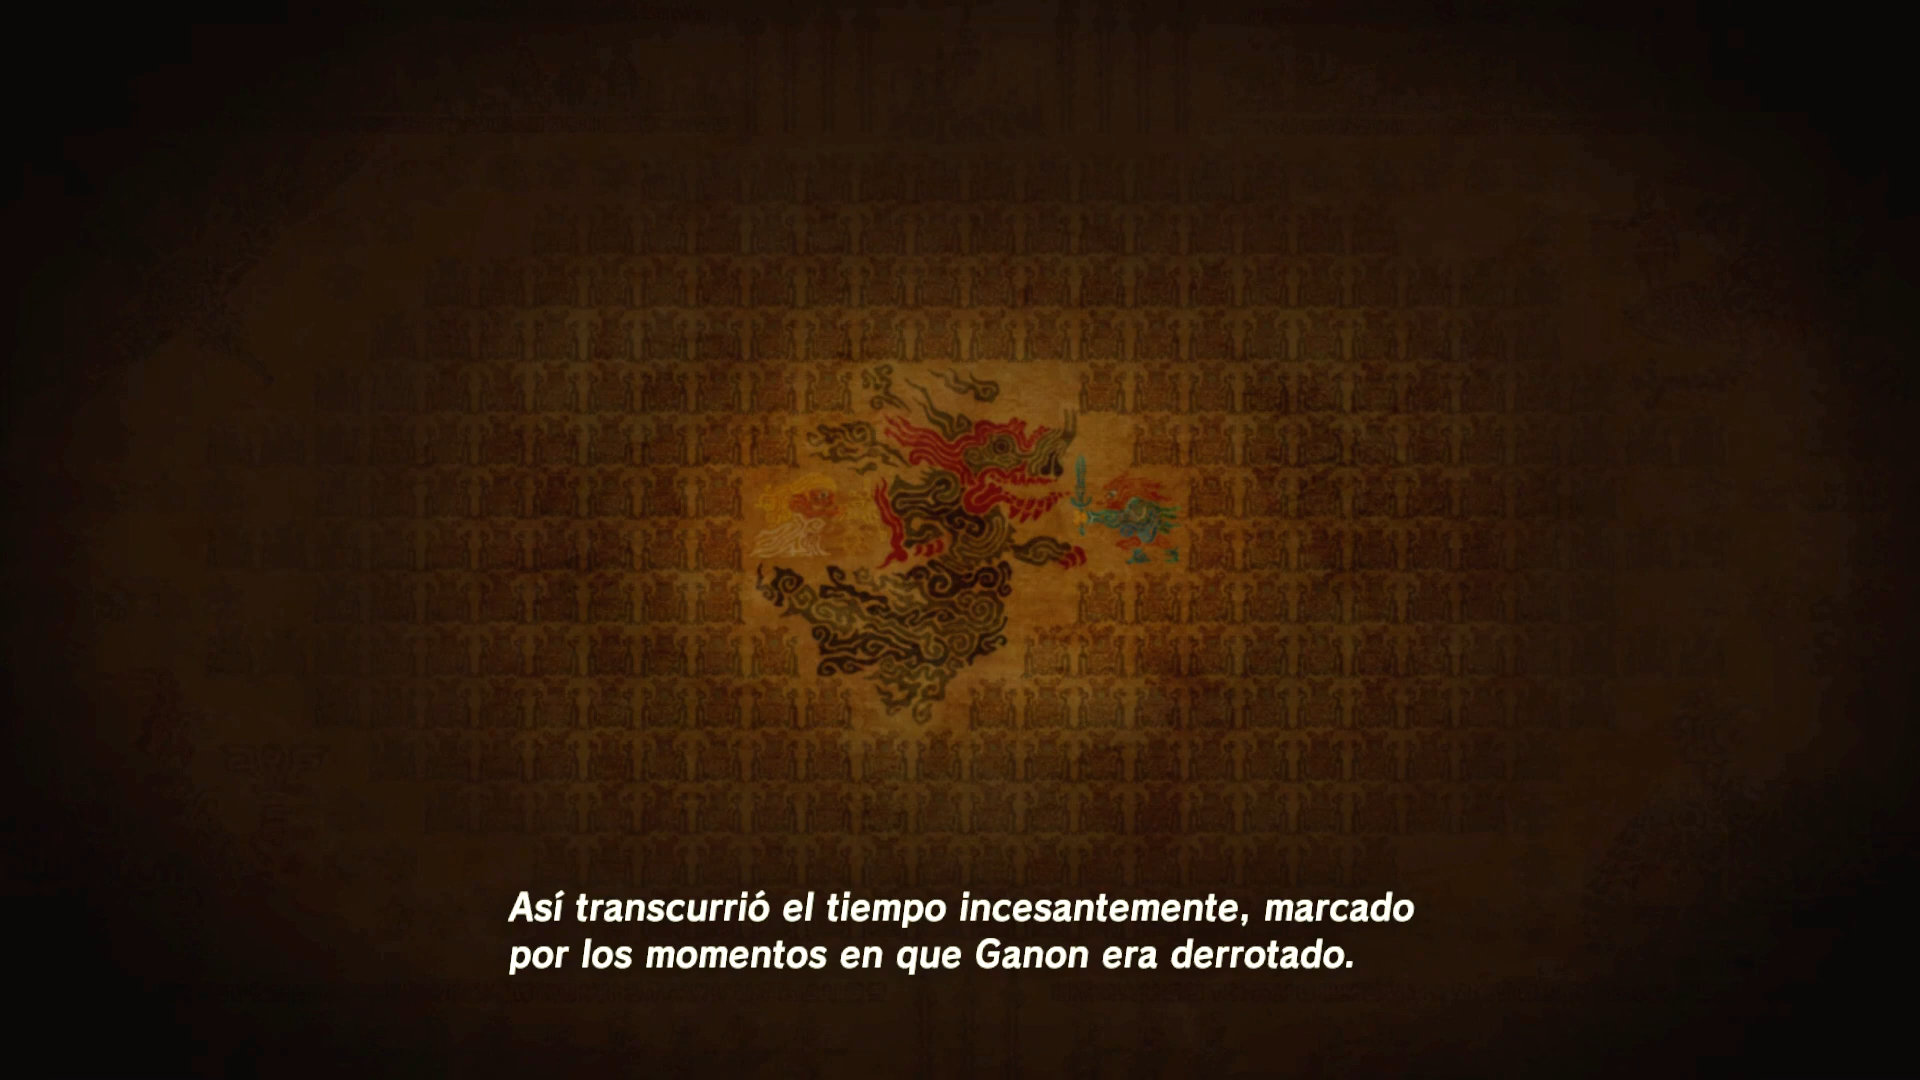 Así transcurrió el tiempo incesantemente, marcado
por los momentos en que Ganon era derrotado.